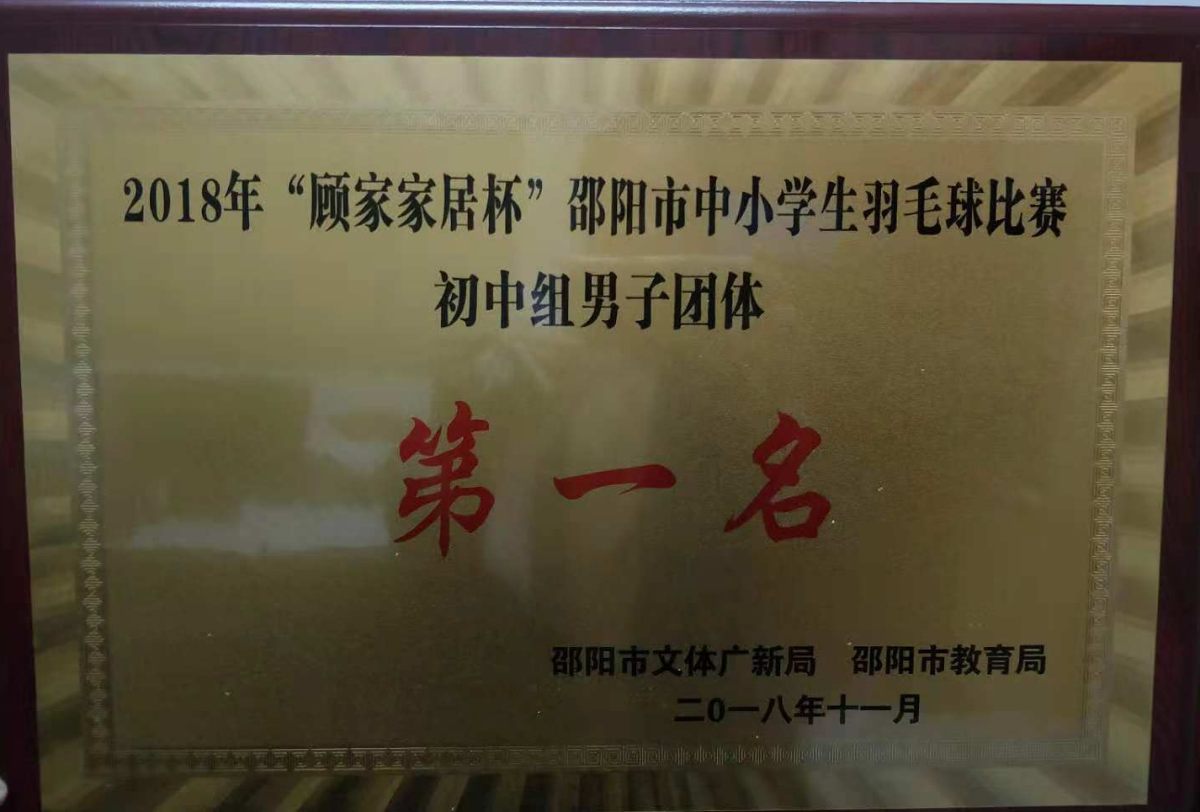 2018年“顾家家居杯”邵阳市中小学生羽毛球比赛
初中组男子团体
第一名
邵阳市文体广新局 邵阳市教育局
二0一八年十一月